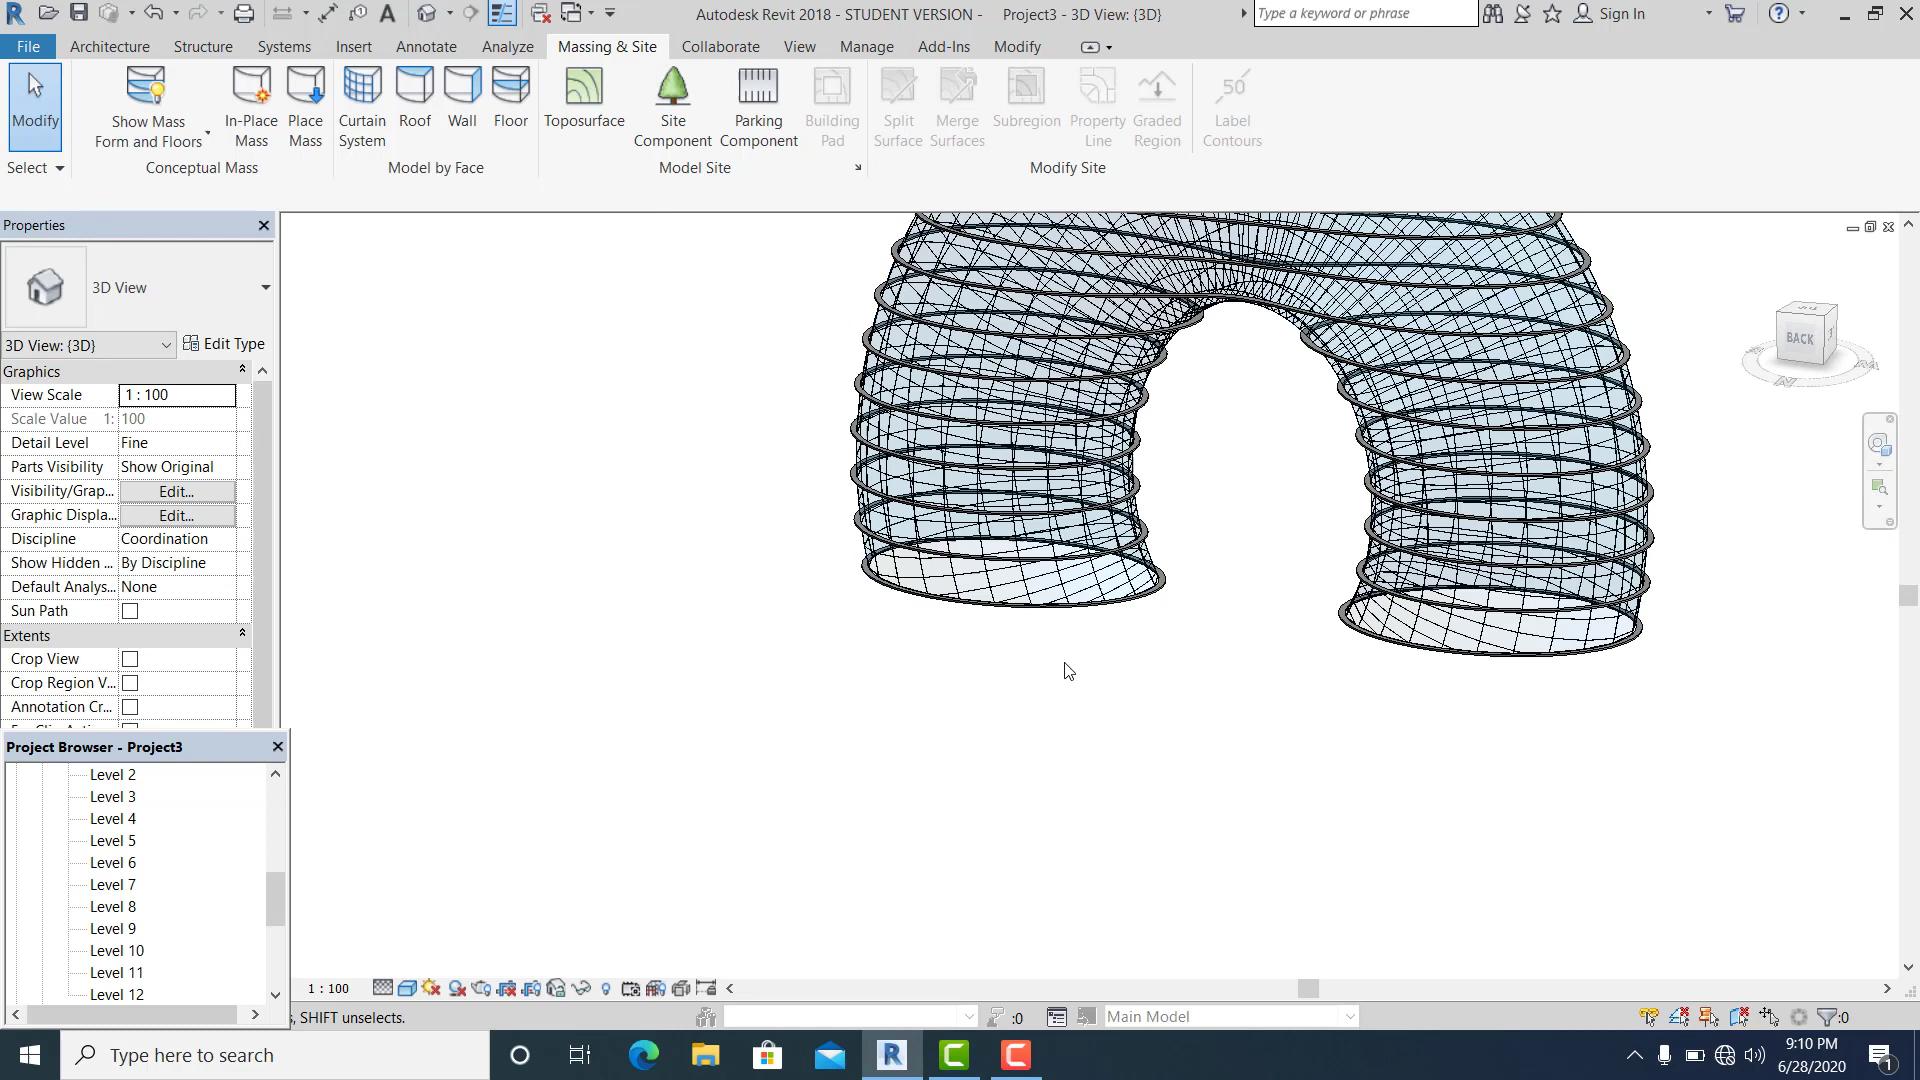 Autodesk Revit 2018 - STUDENT VERSION - Project3 - 3D View: {3D}
Type a keyword or phrase
Sign In
File Architecture Structure Systems Insert Annotate Analyze Massing & Site Collaborate View Manage Add-Ins Modify
Modify
Show Mass
Form and Floors
In-Place
Mass
Place
Mass
Curtain
System
Roof
Wall
Floor
Toposurface
Site
Component
Parking
Component
Building
Pad
Split
Surface
Merge
Surfaces
Subregion
Property
Line
Graded
Region
50
Label
Contours
Select
Conceptual Mass
Model by Face
Model Site
Modify Site
Properties
3D View
3D View: {3D}
Edit Type
Graphics
View Scale 1 : 100
Scale Value 1: 100
Detail Level Fine
Parts Visibility Show Original
Visibility/Grap... Edit...
Graphic Displa... Edit...
Discipline Coordination
Show Hidden ... By Discipline
Default Analys... None
Sun Path
Extents
Crop View
Crop Region V...
Annotation Cr...
Project Browser - Project3
Level 2
Level 3
Level 4
Level 5
Level 6
Level 7
Level 8
Level 9
Level 10
Level 11
Level 12
BACK
1 : 100
s, SHIFT unselects.
:0
Main Model
:0
Type here to search
9:10 PM
6/28/2020
1